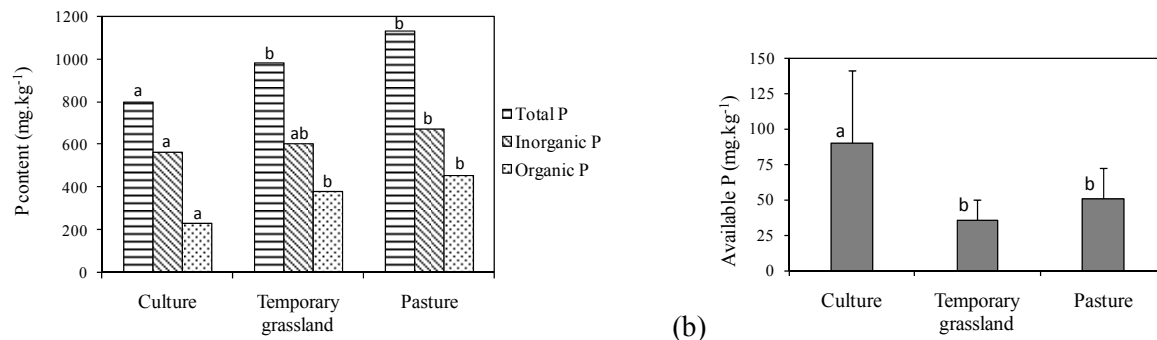 P content (mg.kg-1)
1200
1000
800
600
400
200
0
a
a
a
b
ab
b
b
b
b
Culture
Temporary
grassland
Pasture
Total P
Inorganic P
Organic P
(b)
Available P (mg.kg-1)
150
125
100
75
50
25
0
a
b
b
Culture
Temporary
grassland
Pasture